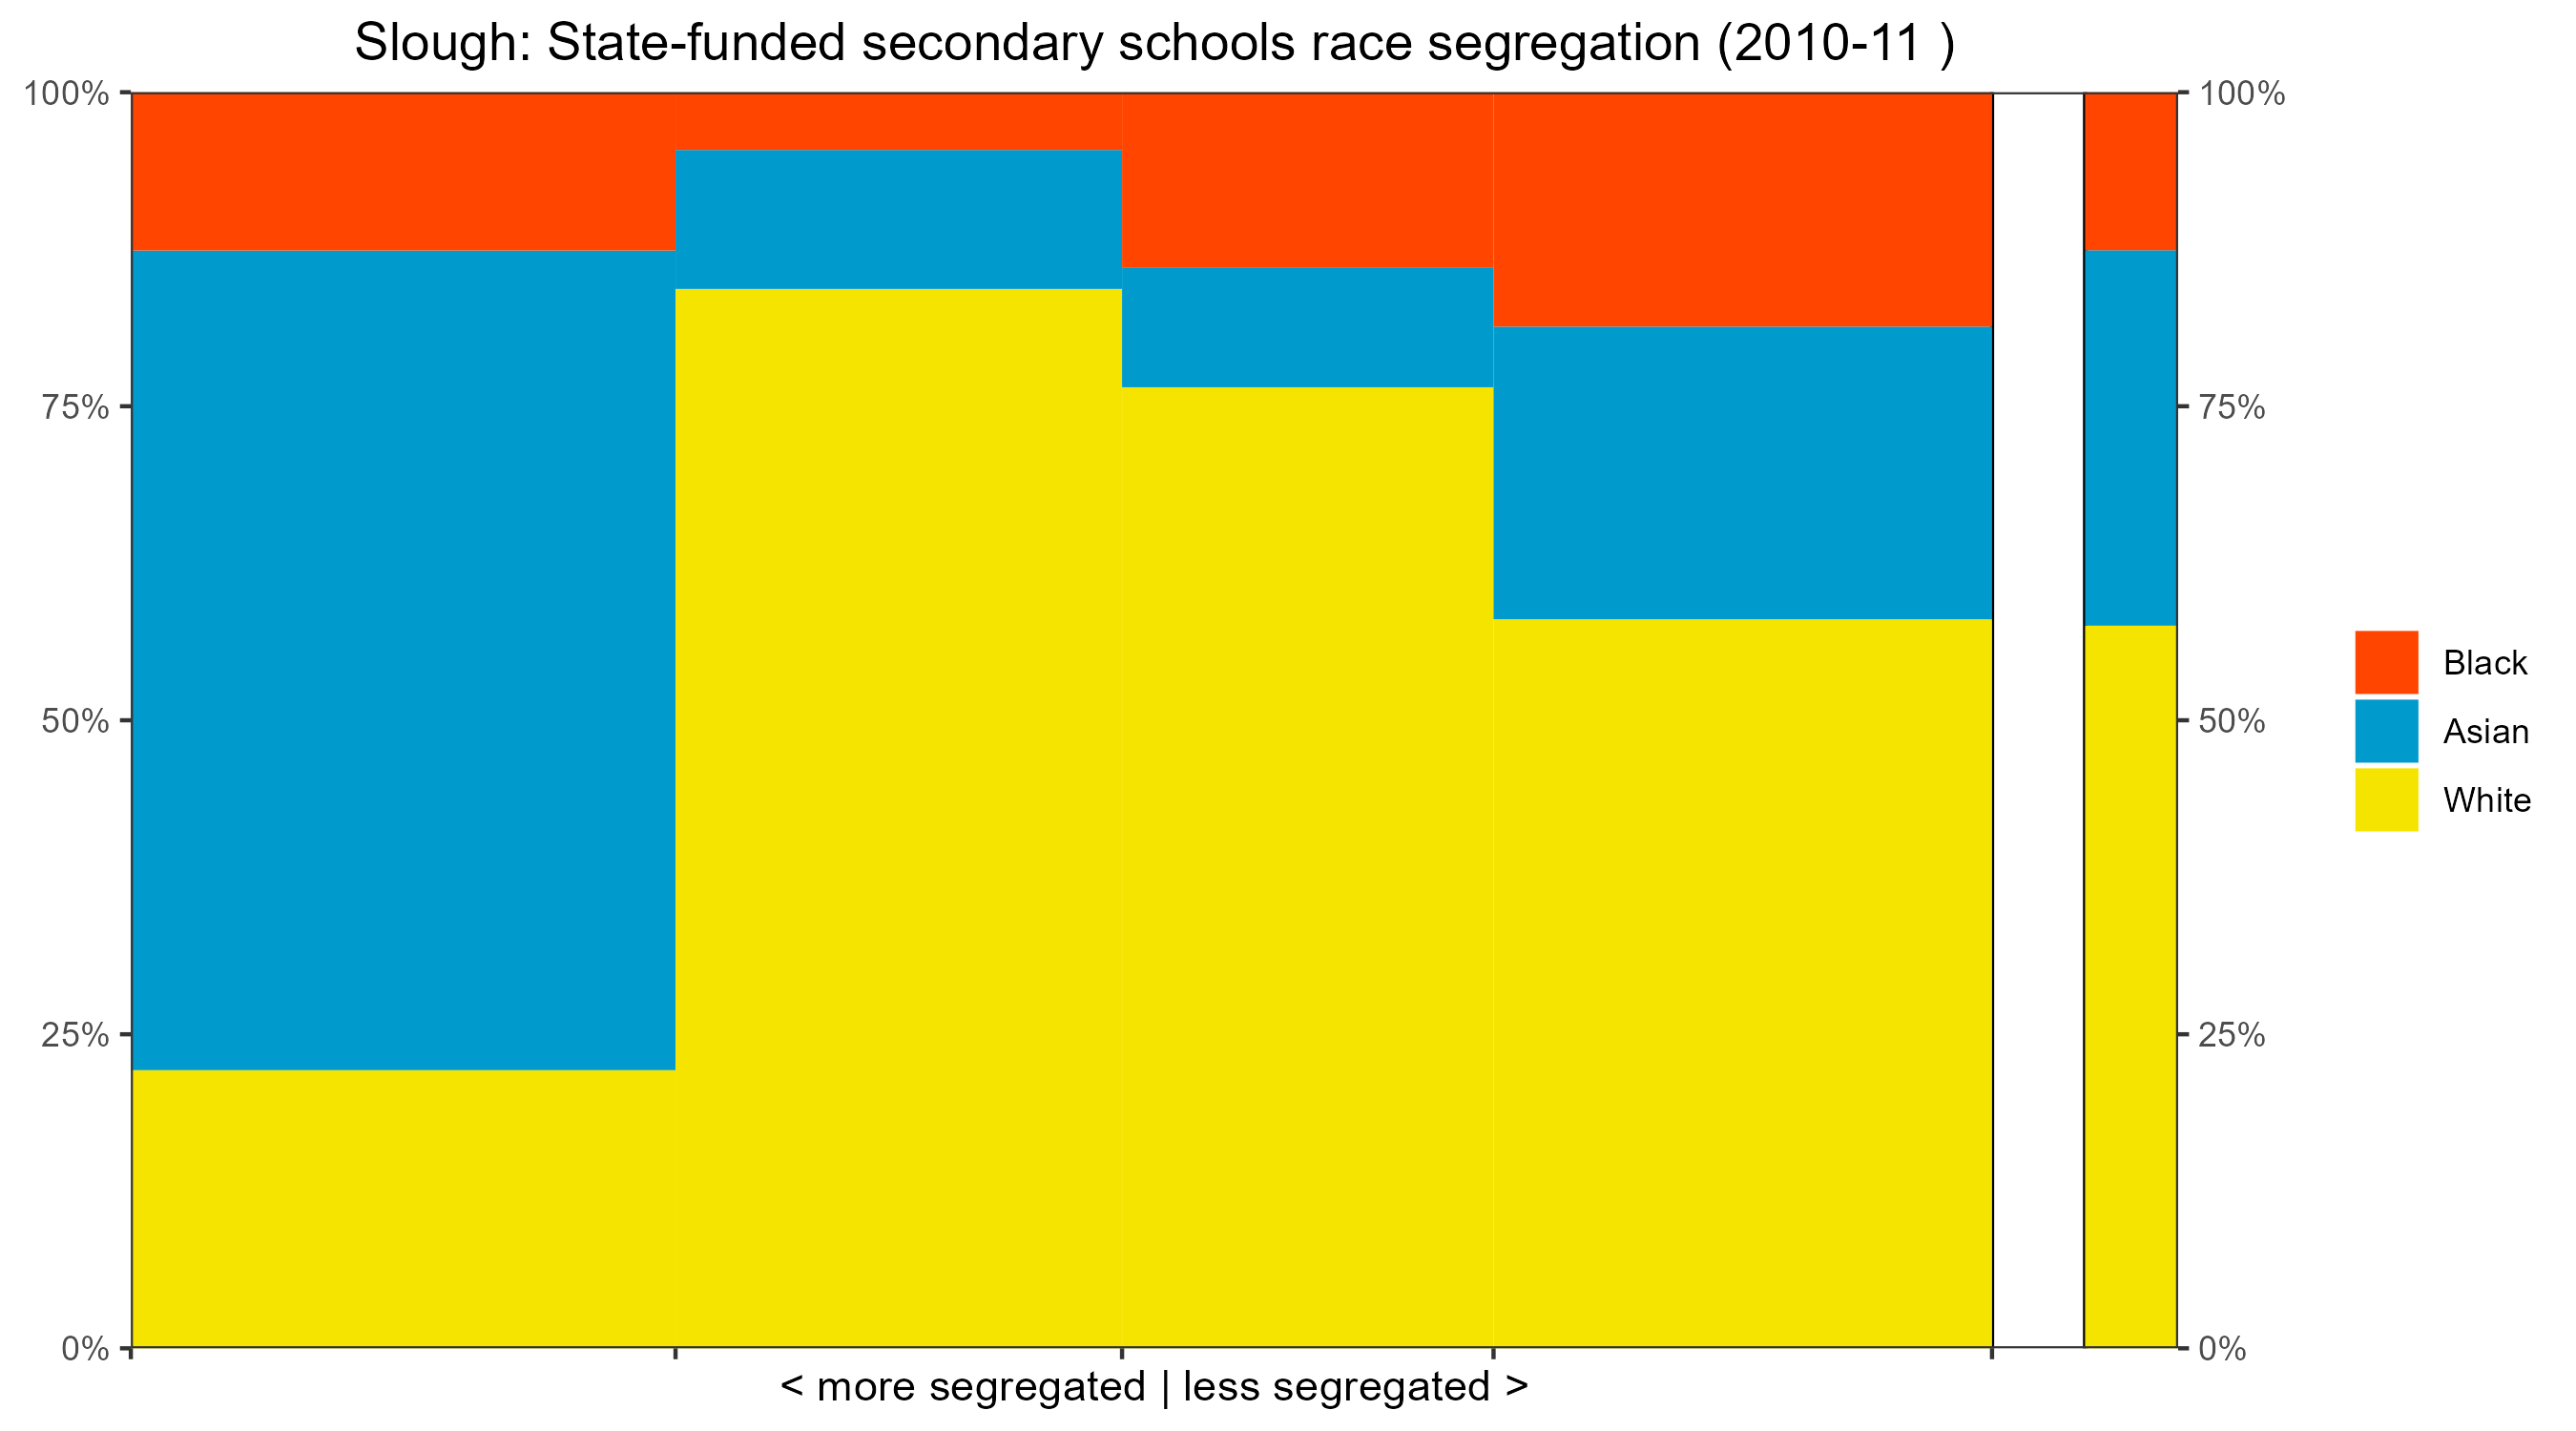 Slough: State-funded secondary schools race segregation (2010-11 )
100%
75%
50%
25%
0%
100%
75%
50%
25%
0%
Black
Asian
White
< more segregated | less segregated >